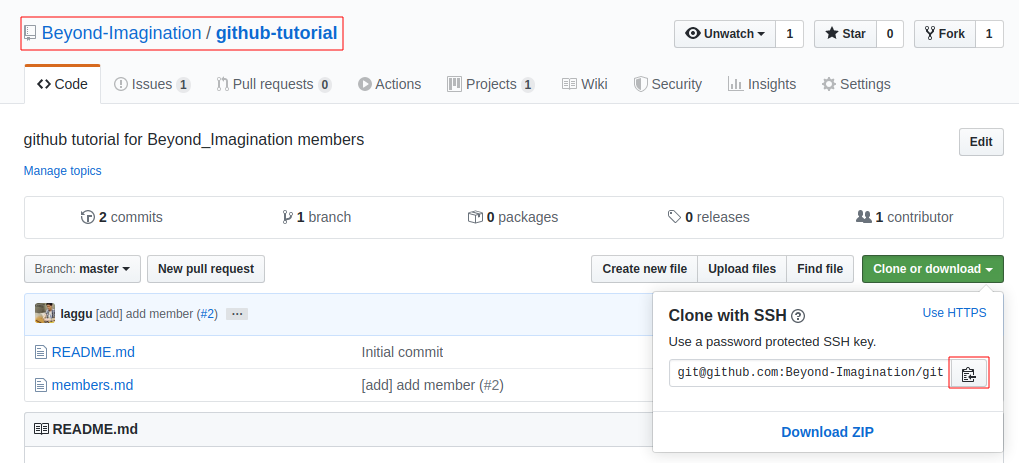 Beyond-Imagination / github-tutorial
Unwatch 1 Star 0 Fork 1
Code Issues 1 Pull requests 0 Actions Projects 1 Wiki Security Insights Settings
github tutorial for Beyond_Imagination members
Edit
Manage topics
2 commits 1 branch 0 packages 0 releases 1 contributor
Branch: master New pull request Create new file Upload files Find file Clone or download
laggu [add] add member (#2) ...
README.md Initial commit
members.md [add] add member (#2)
README.md
Clone with SSH ? Use HTTPS
Use a password protected SSH key.
git@github.com:Beyond-Imagination/git
Download ZIP